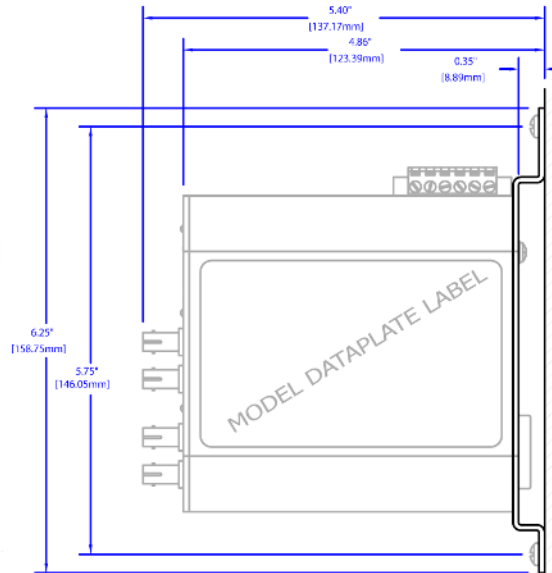 5.40"
[137.17mm]
4.86"
[123.39mm]
0.35"
[8.89mm]
6.25"
[158.75mm]
5.75"
[146.05mm]
MODEL DATAPLATE LABEL